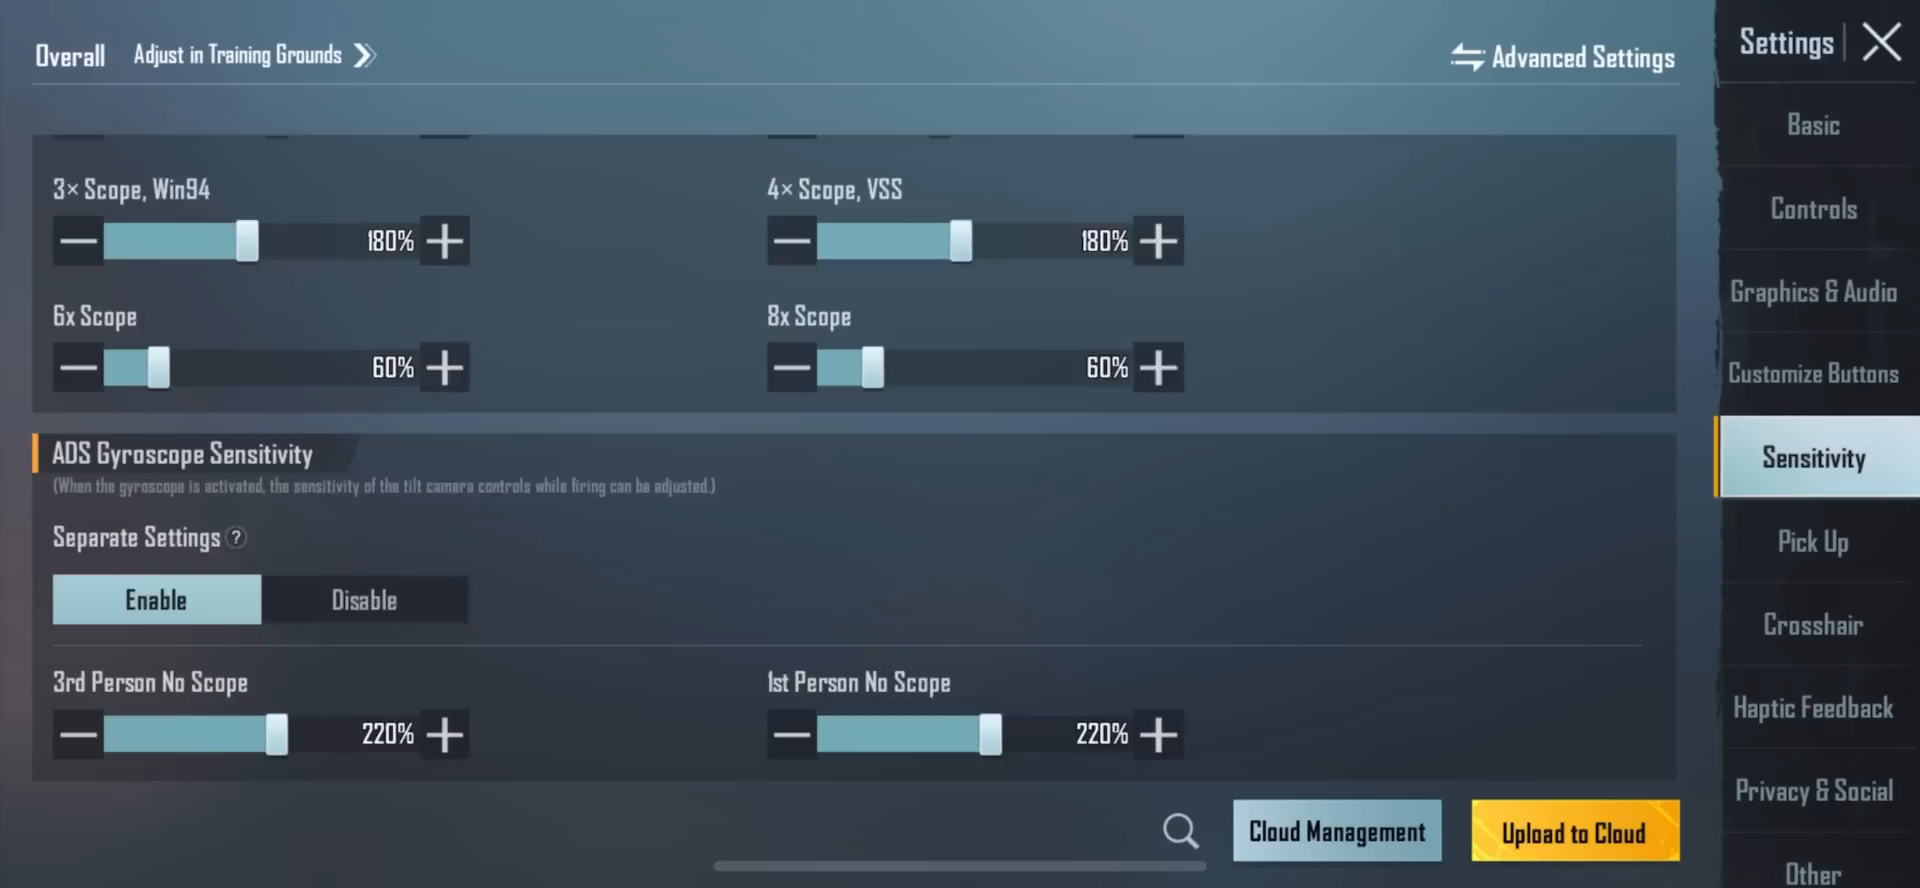 Overall
Adjust in Training Grounds
Advanced Settings
Settings
3× Scope, Win94
4× Scope, VSS
180%
180%
6x Scope
8x Scope
60%
60%
ADS Gyroscope Sensitivity
(When the gyroscope is activated, the sensitivity of the tilt camera controls while firing can be adjusted.)
Separate Settings ?
Enable
Disable
3rd Person No Scope
1st Person No Scope
220%
220%
Cloud Management
Upload to Cloud
Basic
Controls
Graphics & Audio
Customize Buttons
Sensitivity
Pick Up
Crosshair
Haptic Feedback
Privacy & Social
Other